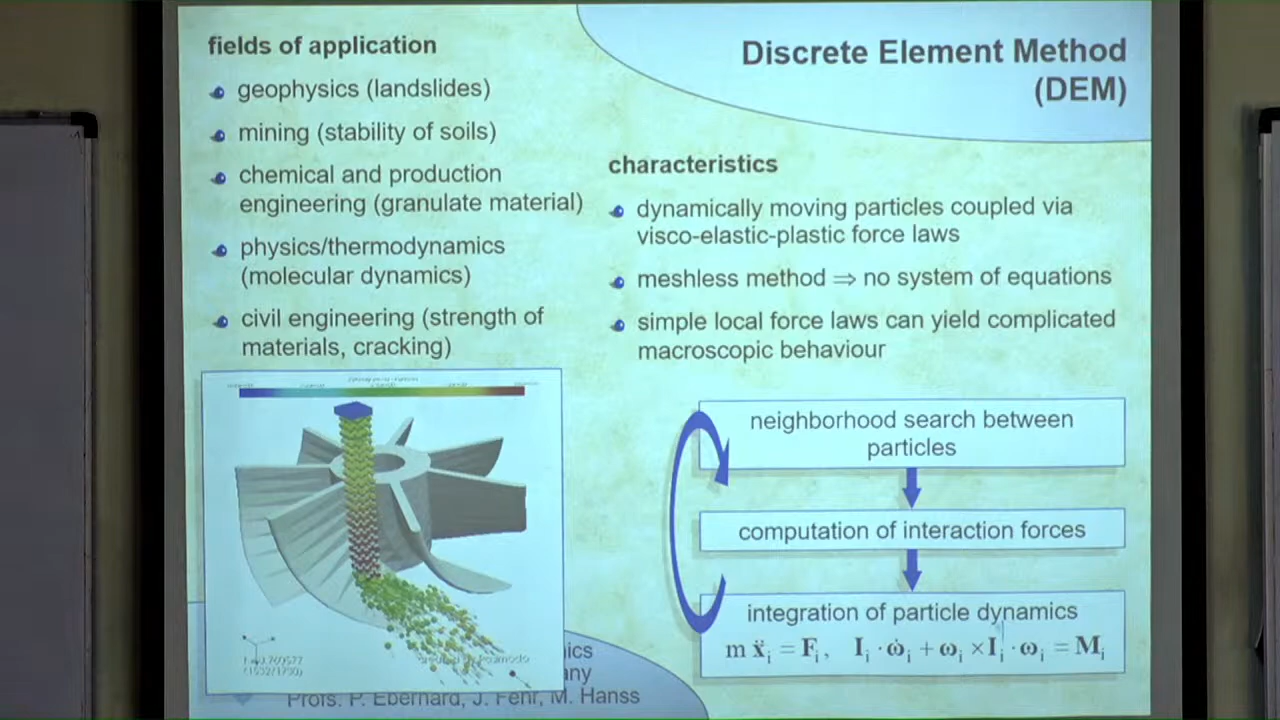 fields of application
geophysics (landslides)
mining (stability of soils)
chemical and production
engineering (granulate material)
physics/thermodynamics
(molecular dynamics)
civil engineering (strength of
materials, cracking)
Discrete Element Method
(DEM)
characteristics
dynamically moving particles coupled via
visco-elastic-plastic force laws
meshless method ⇒ no system of equations
simple local force laws can yield complicated
macroscopic behaviour
neighborhood search between
particles
computation of interaction forces
integration of particle dynamics
m ẍᵢ = Fᵢ, Iᵢ · ω̇ᵢ + ωᵢ × Iᵢ · ωᵢ = Mᵢ
Profs. P. Eberhard, J. Fehr, M. Hanss